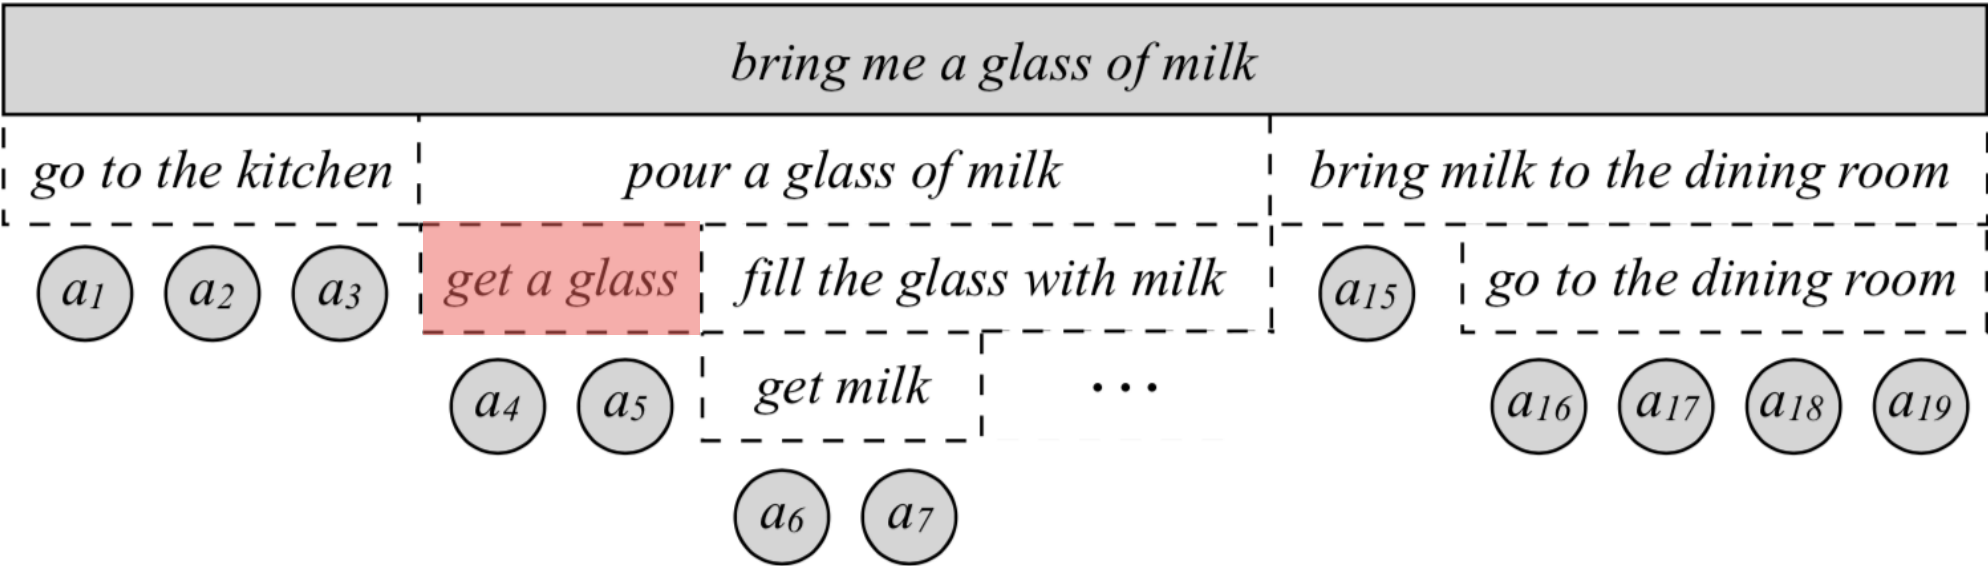 bring me a glass of milk
go to the kitchen pour a glass of milk bring milk to the dining room
a1 a2 a3 get a glass fill the glass with milk a15 go to the dining room
a4 a5 get milk ... a16 a17 a18 a19
a6 a7